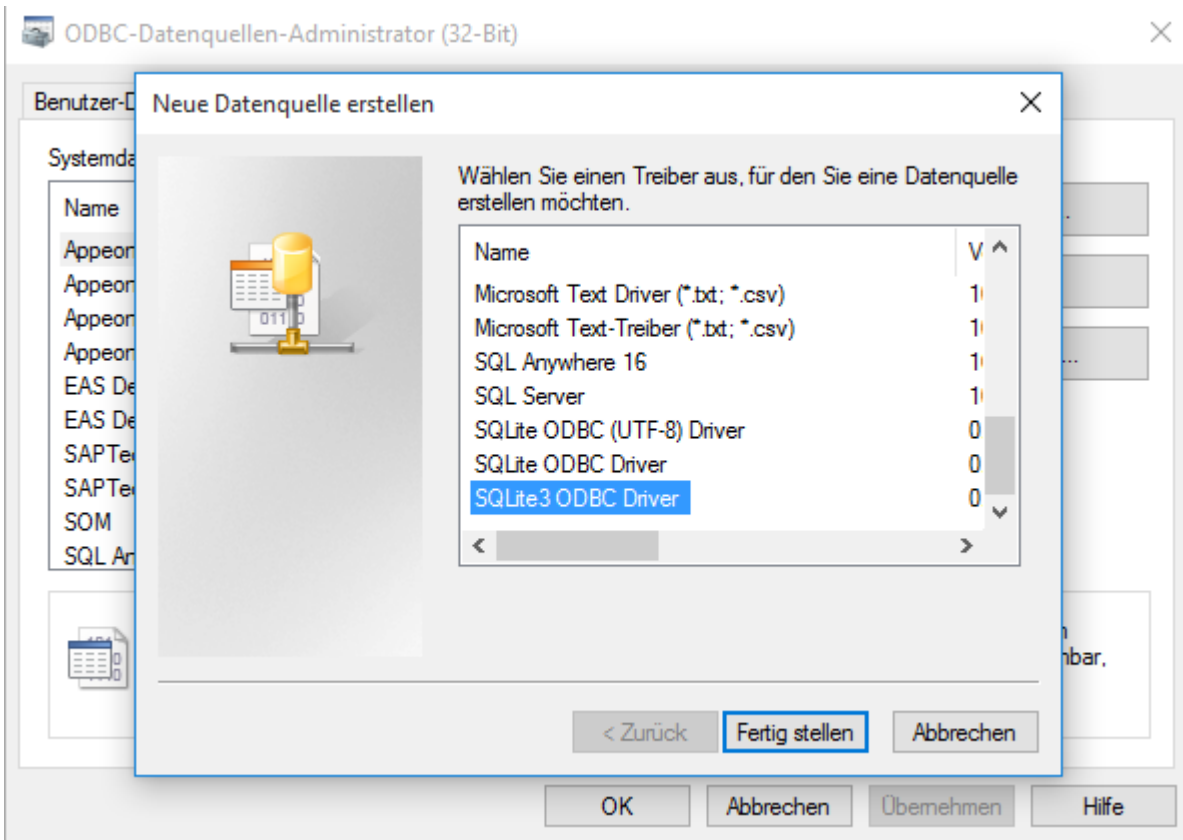 ODBC-Datenquellen-Administrator (32-Bit)
Neue Datenquelle erstellen
Wählen Sie einen Treiber aus, für den Sie eine Datenquelle
erstellen möchten.
Name
Microsoft Text Driver (*.txt; *.csv)
Microsoft Text-Treiber (*.txt; *.csv)
SQL Anywhere 16
SQL Server
SQLite ODBC (UTF-8) Driver
SQLite ODBC Driver
SQLite3 ODBC Driver
< Zurück
Fertig stellen
Abbrechen
Benutzer-D
Systemda
Name
Appeon
Appeon
Appeon
Appeon
EAS De
EAS De
SAPTe
SAPTe
SOM
SQL An
nbar,
OK
Abbrechen
Übernehmen
Hilfe